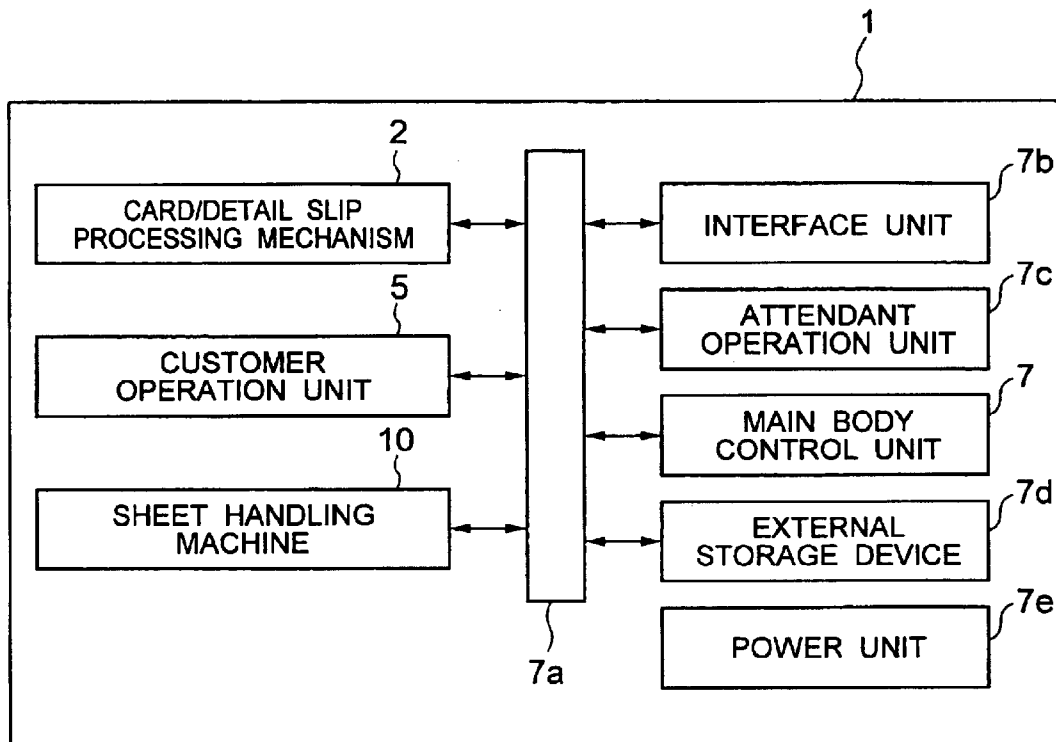 1
2
CARD/DETAIL SLIP
PROCESSING MECHANISM
5
CUSTOMER
OPERATION UNIT
10
SHEET HANDLING
MACHINE
7a
7b
INTERFACE UNIT
7c
ATTENDANT
OPERATION UNIT
7
MAIN BODY
CONTROL UNIT
7d
EXTERNAL
STORAGE DEVICE
7e
POWER UNIT